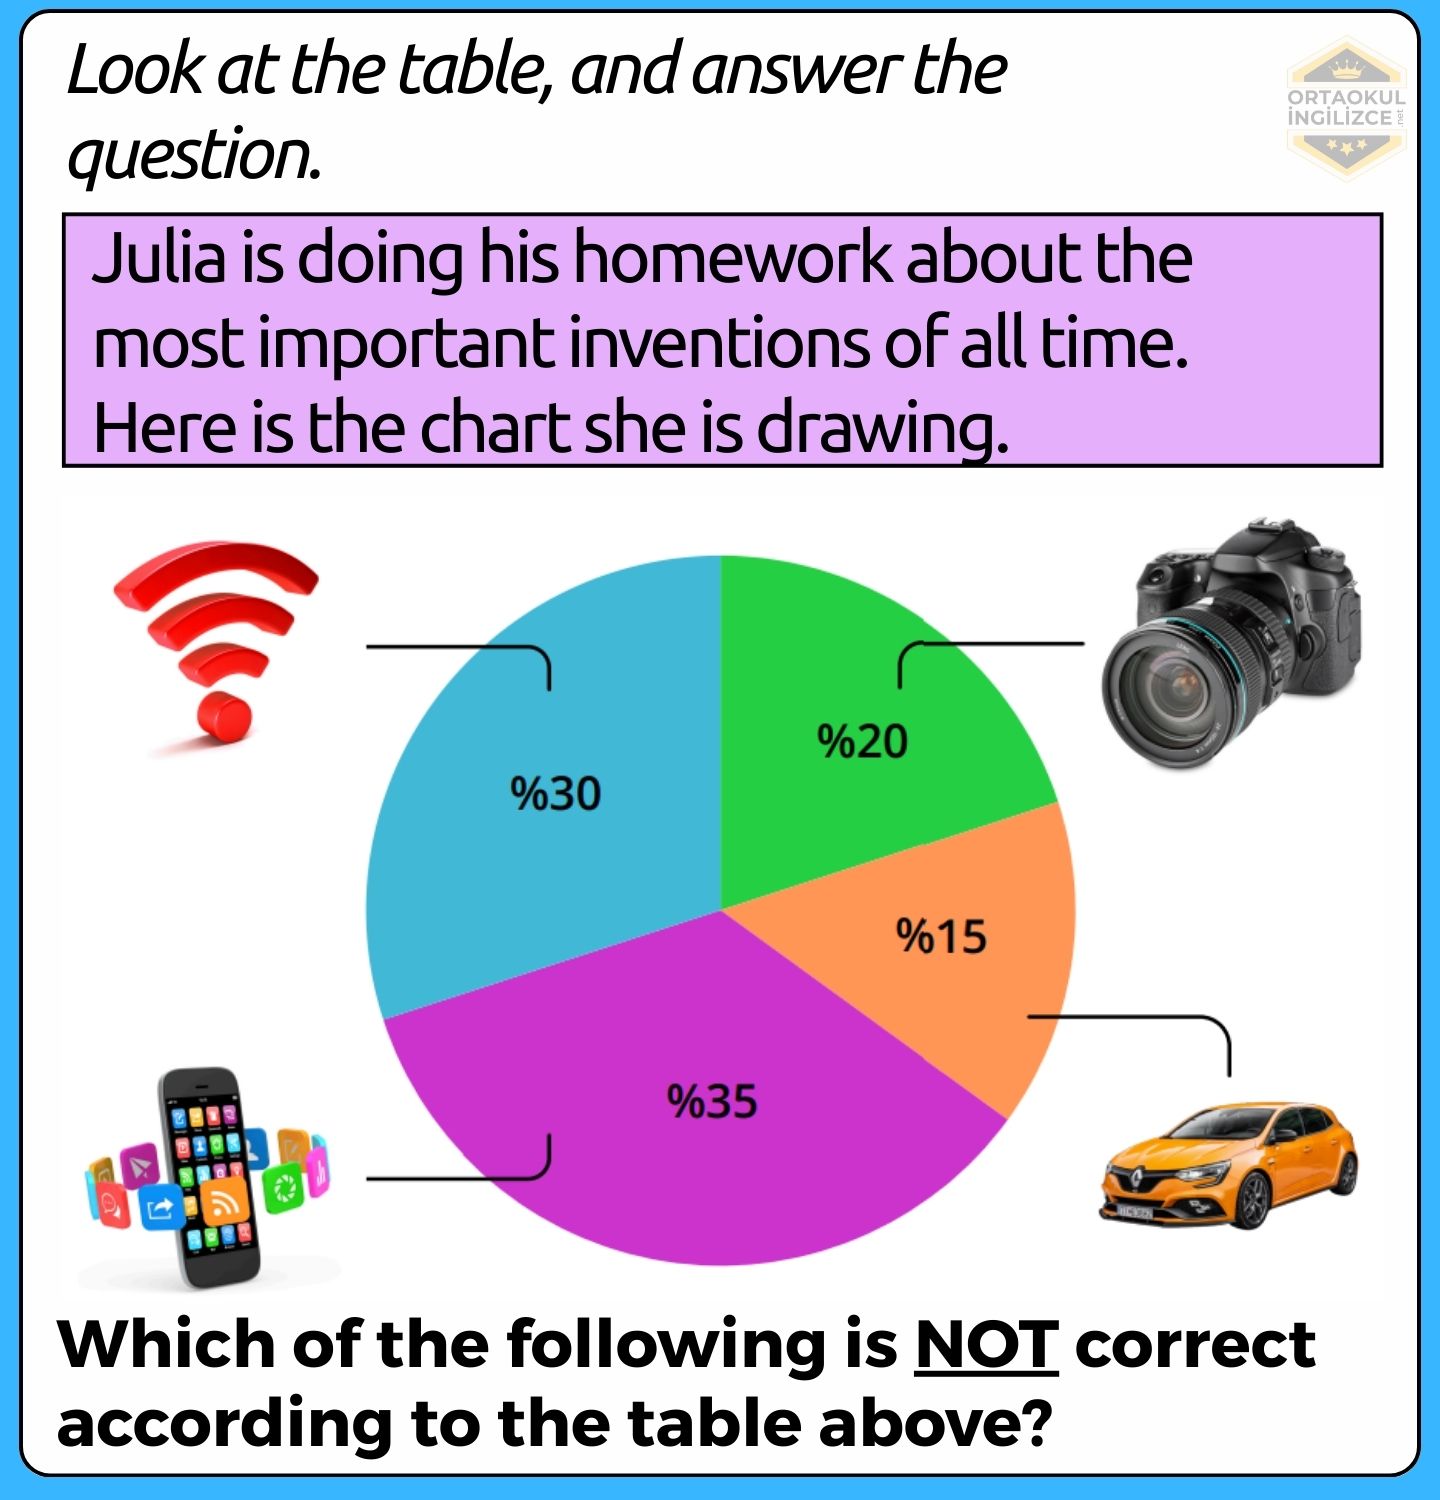 Look at the table, and answer the
question.
ORTAOKUL
İNGİLİZCE
.net
Julia is doing his homework about the
most important inventions of all time.
Here is the chart she is drawing.
%20
%30
%15
%35
Which of the following is NOT correct
according to the table above?